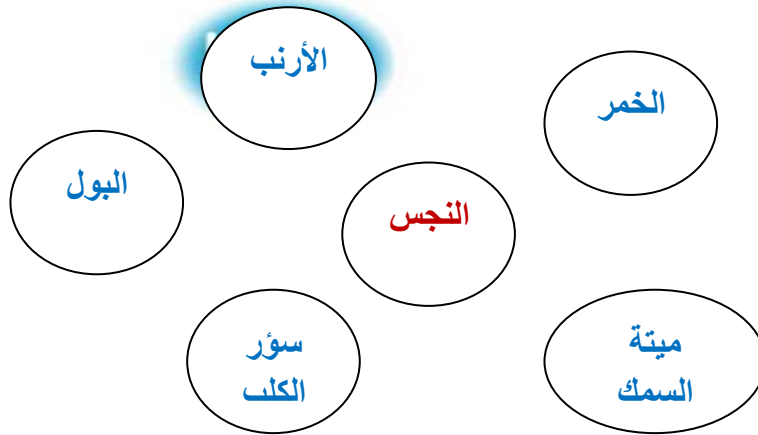 الأرنب
الخمر
البول
النجس
سؤر
الكلب
ميتة
السمك